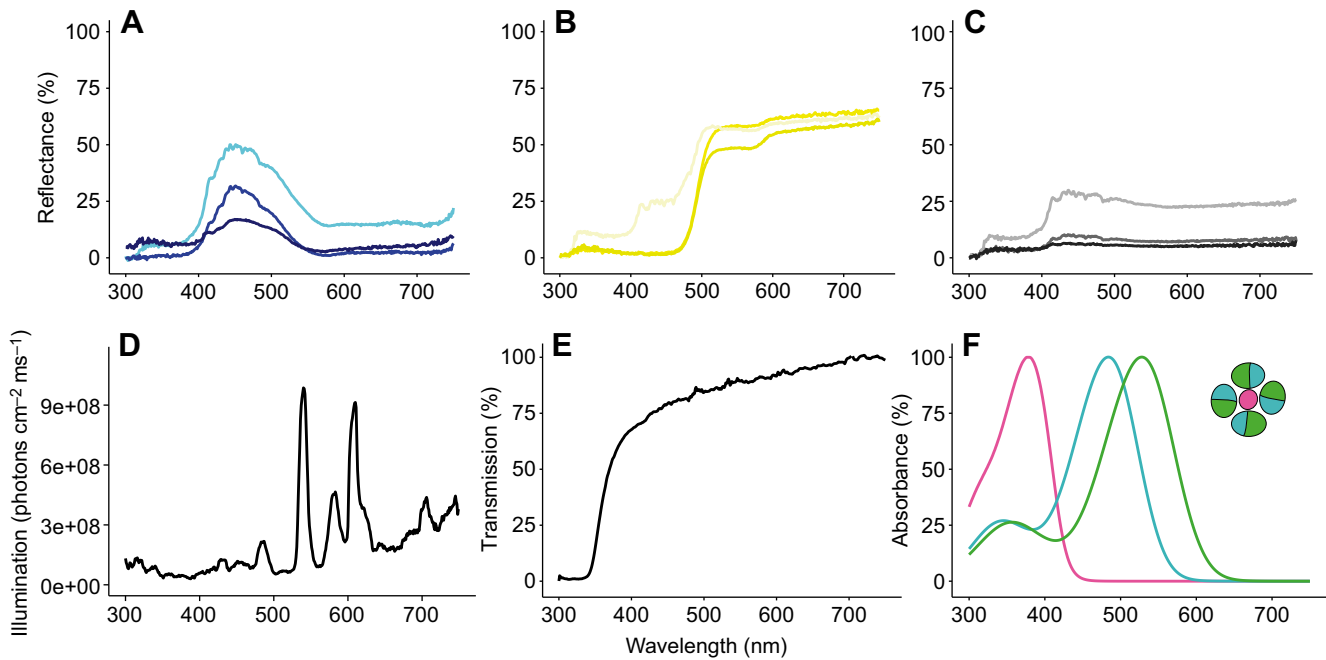 A
B
C
Reflectance (%)
100
75
50
25
0
300 400 500 600 700
100
75
50
25
0
300 400 500 600 700
100
75
50
25
0
300 400 500 600 700
D
E
F
Illumination (photons cm–2 ms–1)
9e+08
6e+08
3e+08
0e+00
300 400 500 600 700
Transmission (%)
100
75
50
25
0
300 400 500 600 700
Absorbance (%)
100
75
50
25
0
300 400 500 600 700
Wavelength (nm)